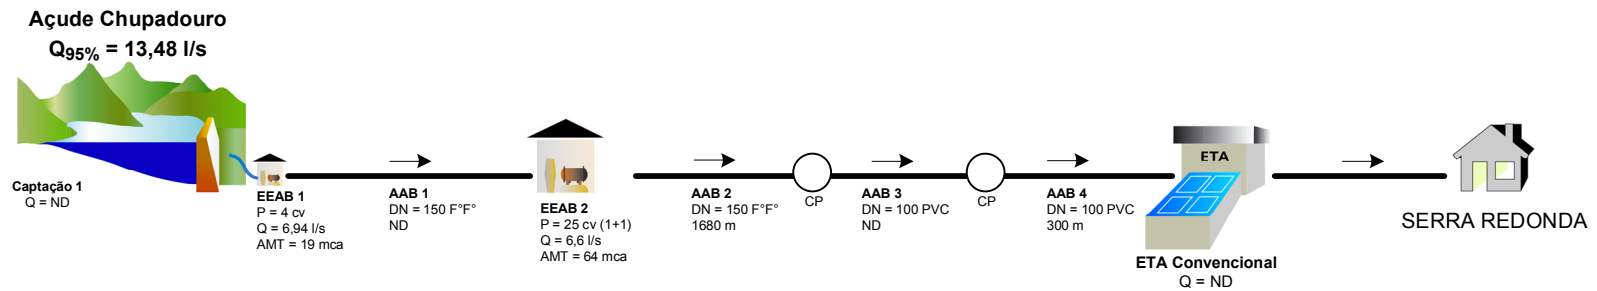 Açude Chupadouro
Q95% = 13,48 l/s
Captação 1
Q = ND
EEAB 1
P = 4 cv
Q = 6,94 l/s
AMT = 19 mca
AAB 1
DN = 150 F°F°
ND
EEAB 2
P = 25 cv (1+1)
Q = 6,6 l/s
AMT = 64 mca
AAB 2
DN = 150 F°F°
1680 m
CP
AAB 3
DN = 100 PVC
ND
CP
AAB 4
DN = 100 PVC
300 m
ETA
ETA Convencional
Q = ND
SERRA REDONDA